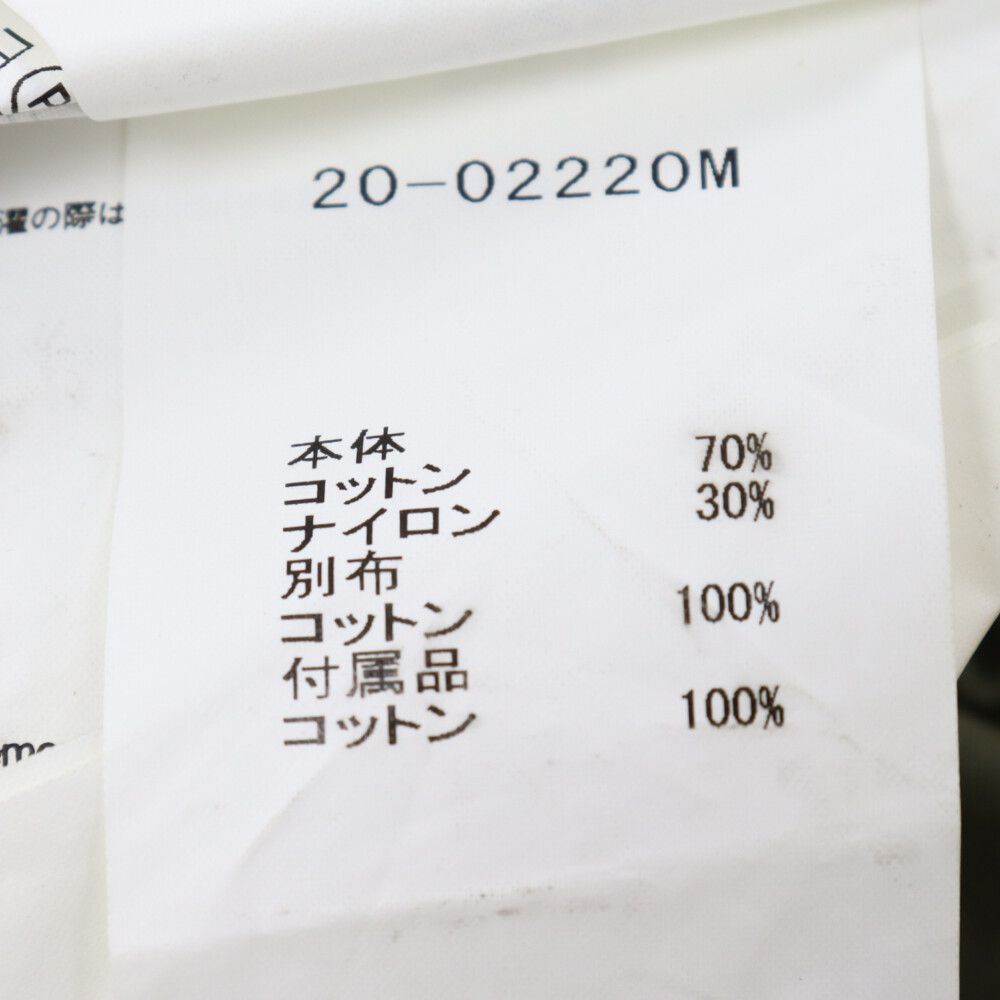 20-02220M
濯の際は
本体
コットン 70%
ナイロン 30%
別布
コットン 100%
付属品
コットン 100%